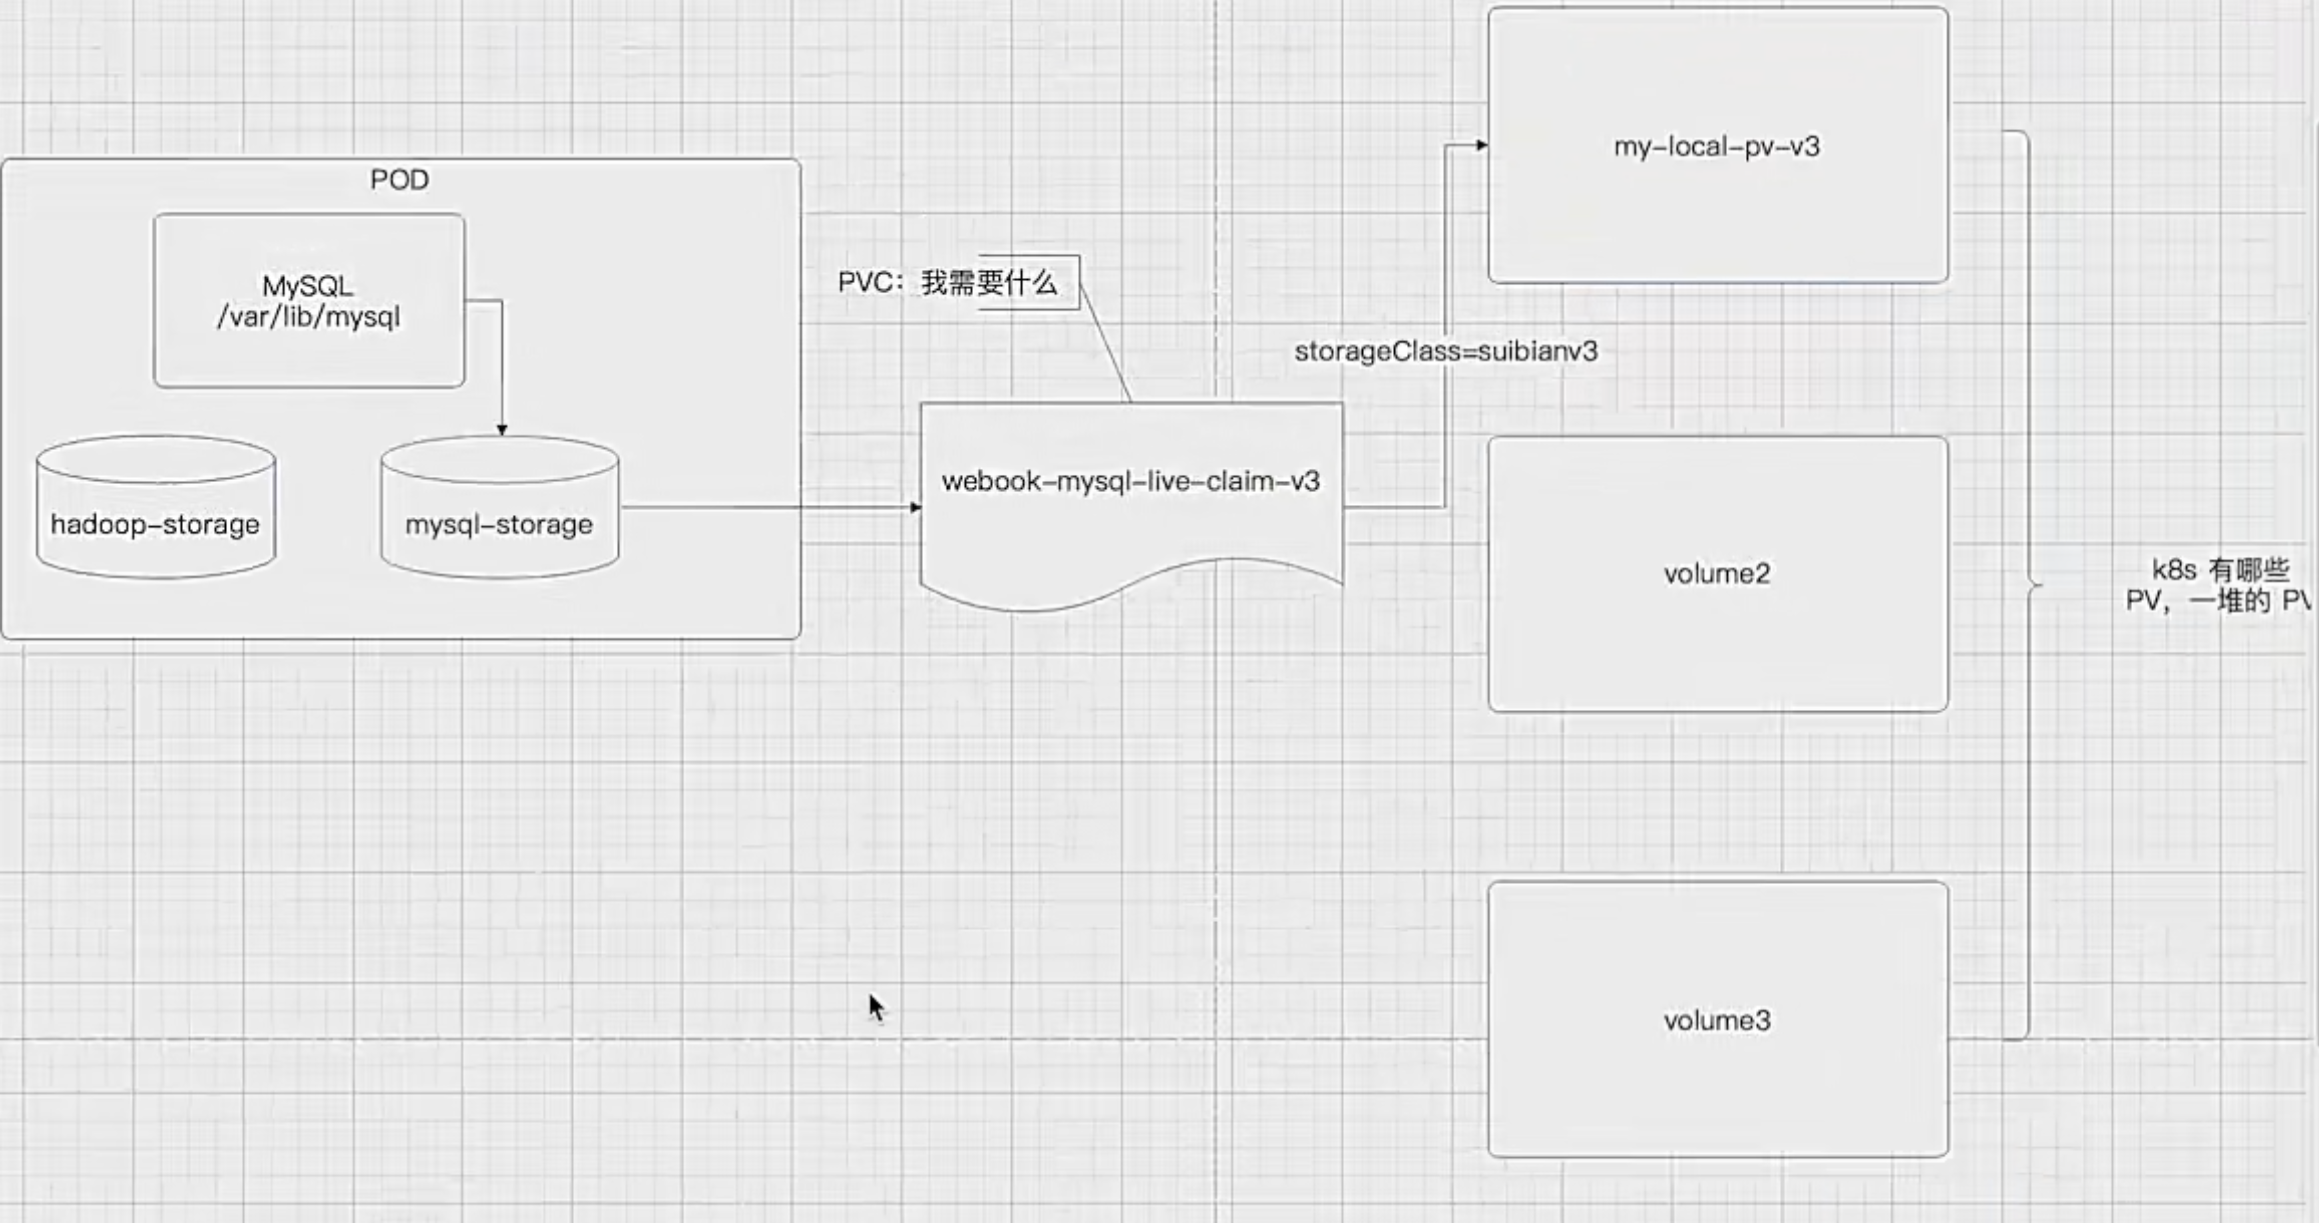 POD
MySQL
/var/lib/mysql
hadoop-storage
mysql-storage
PVC：我需要什么
webook-mysql-live-claim-v3
storageClass=suibianv3
my-local-pv-v3
volume2
volume3
k8s 有哪些
PV，一堆的